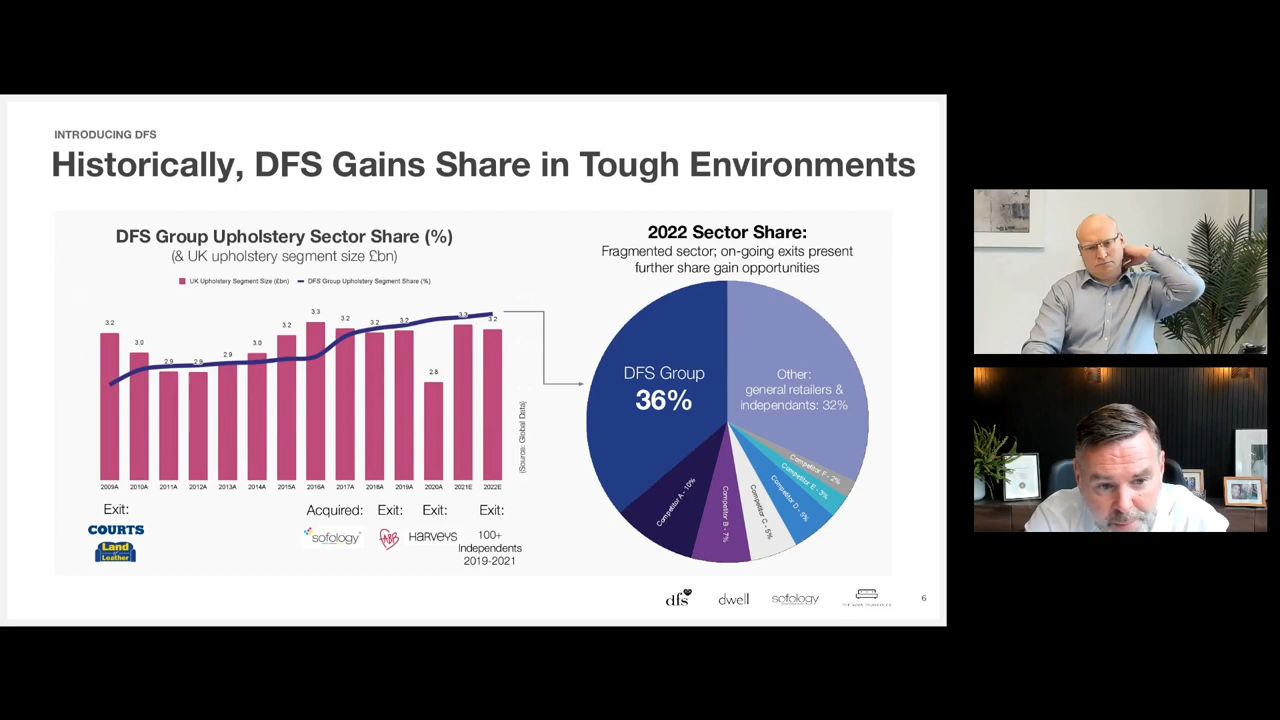 INTRODUCING DFS
Historically, DFS Gains Share in Tough Environments
DFS Group Upholstery Sector Share (%)
(& UK upholstery segment size £bn)
UK Upholstery Segment Size (£bn)
DFS Group Upholstery Segment Share (%)
3.2
3.0
2.9
2.9
2.9
3.0
3.2
3.3
3.2
3.2
3.2
2.8
3.3
3.2
2009A 2010A 2011A 2012A 2013A 2014A 2015A 2016A 2017A 2018A 2019A 2020A 2021E 2022E
(Source: Global Data)
Exit:
COURTS
Land
of
Leather
Acquired:
sofology
Exit:
FABB
Exit:
HARVEYS
Exit:
100+
Independents
2019-2021
2022 Sector Share:
Fragmented sector; on-going exits present
further share gain opportunities
DFS Group
36%
Other:
general retailers &
independants: 32%
Competitor F - 2%
Competitor E - 3%
Competitor D - 5%
Competitor C - 5%
Competitor B - 7%
Competitor A - 10%
dfs
dwell
sofology
6